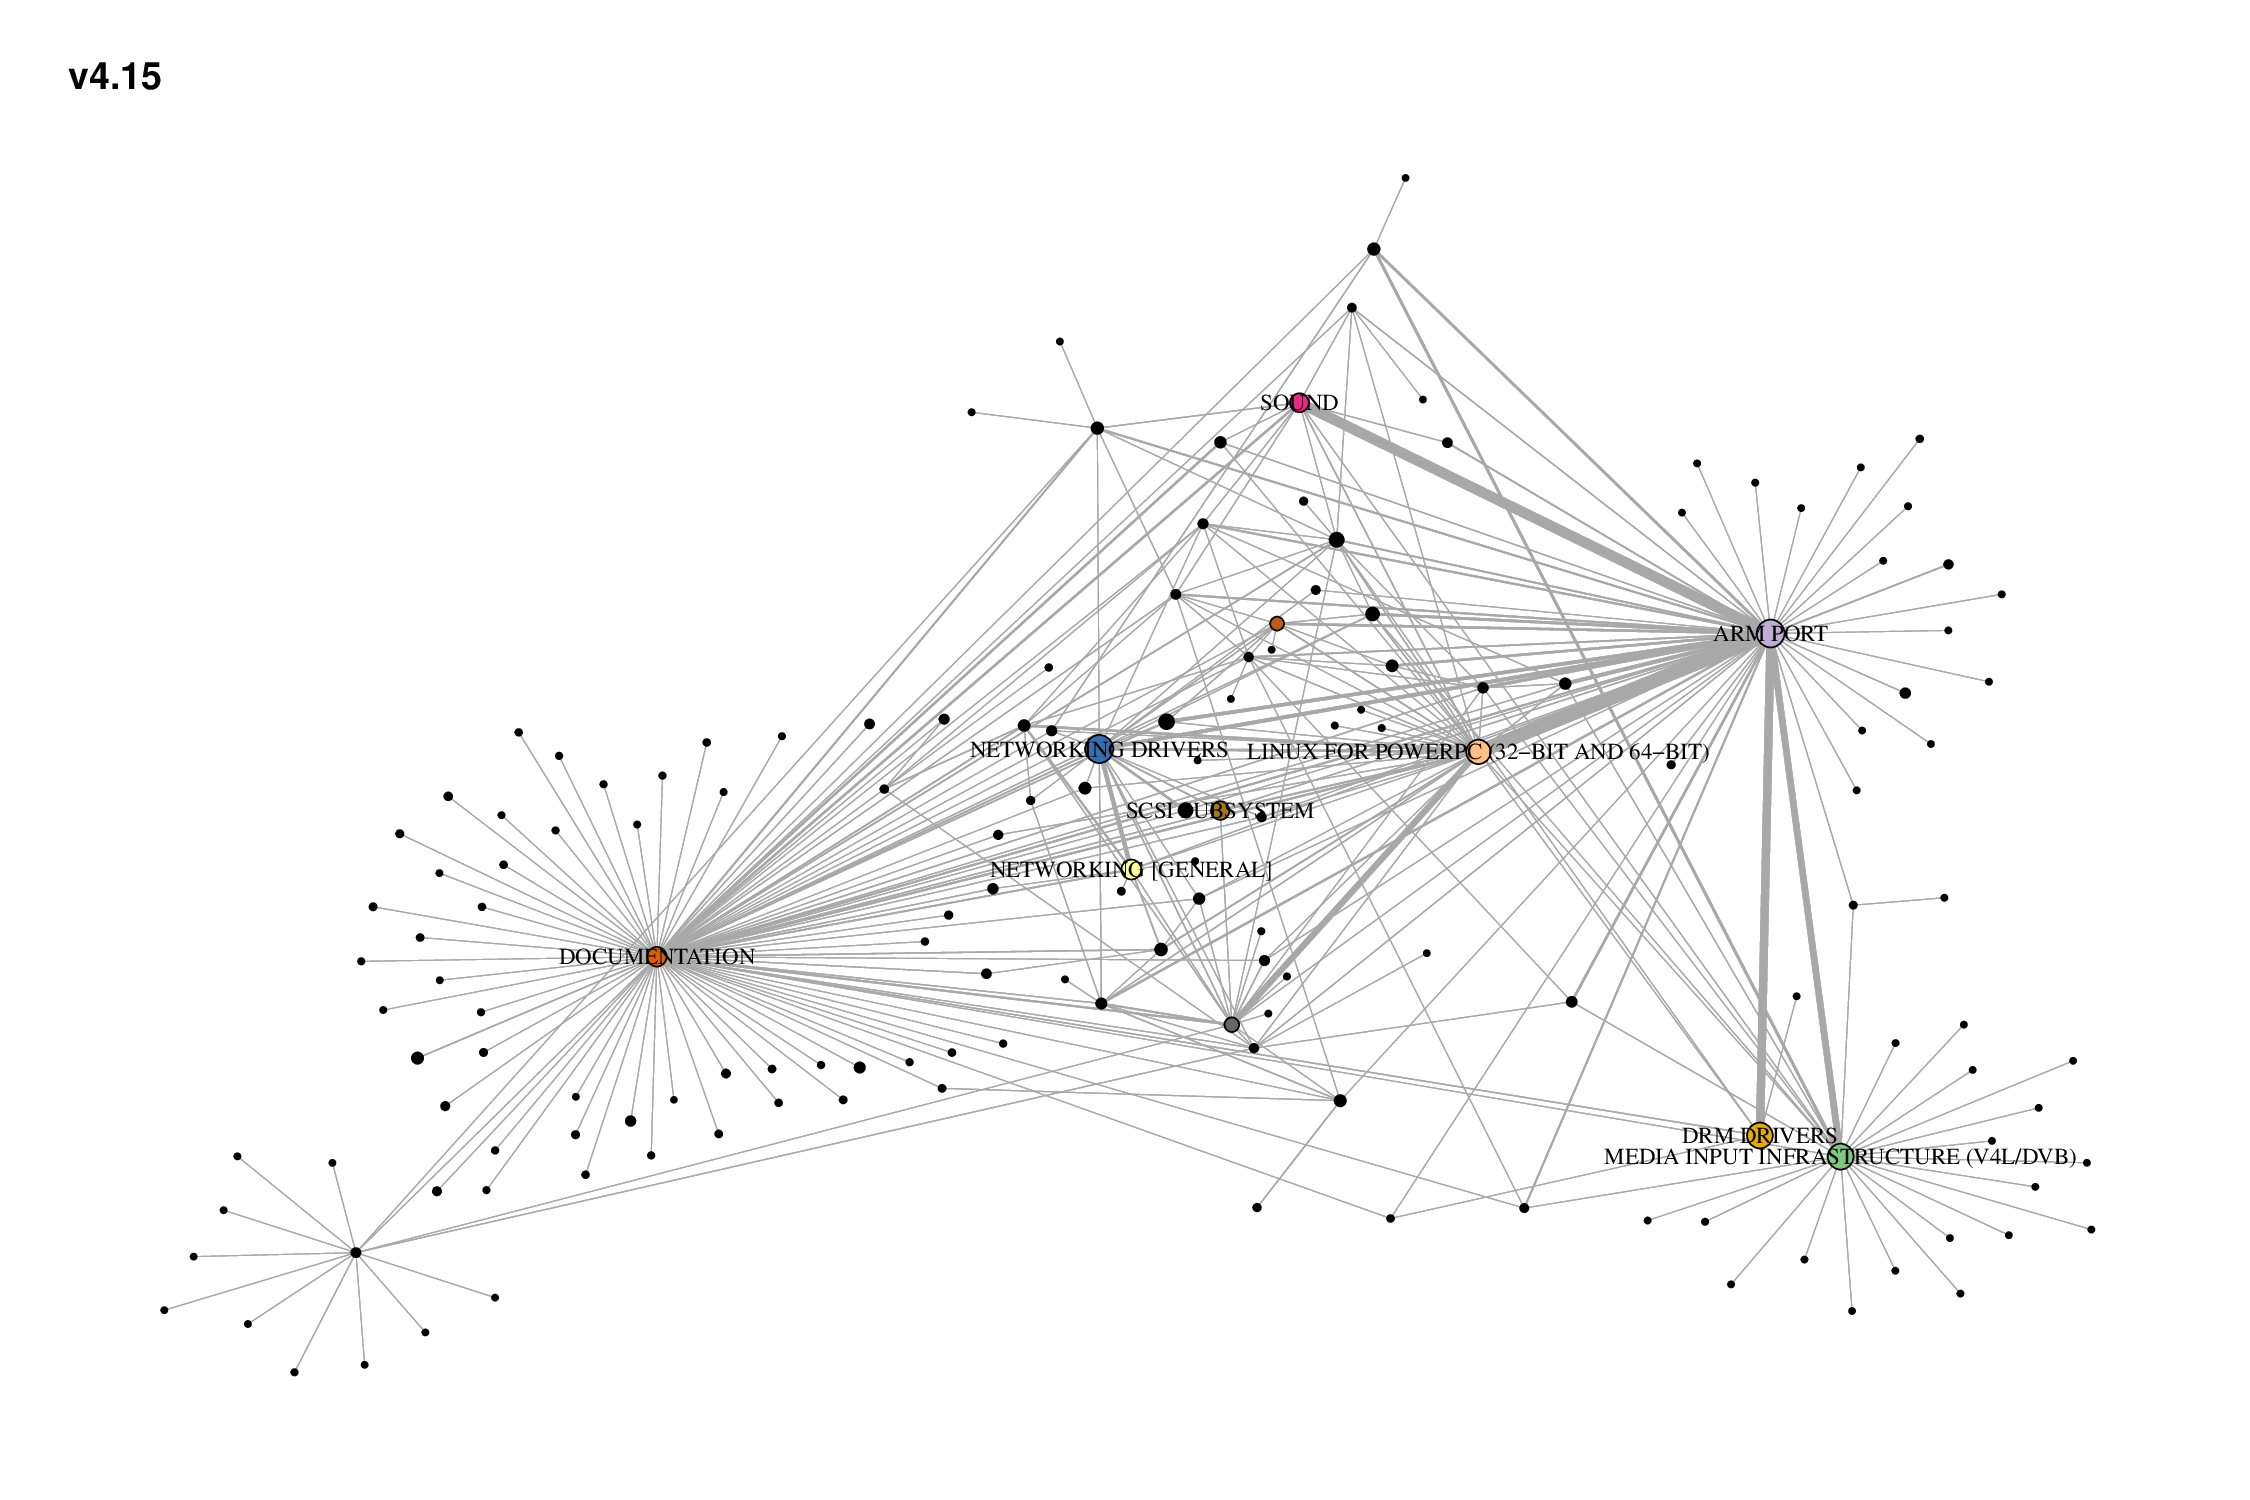 v4.15
SOUND
ARM PORT
NETWORKING DRIVERS
LINUX FOR POWERPC (32−BIT AND 64−BIT)
SCSI SUBSYSTEM
NETWORKING [GENERAL]
DOCUMENTATION
DRM DRIVERS
MEDIA INPUT INFRASTRUCTURE (V4L/DVB)